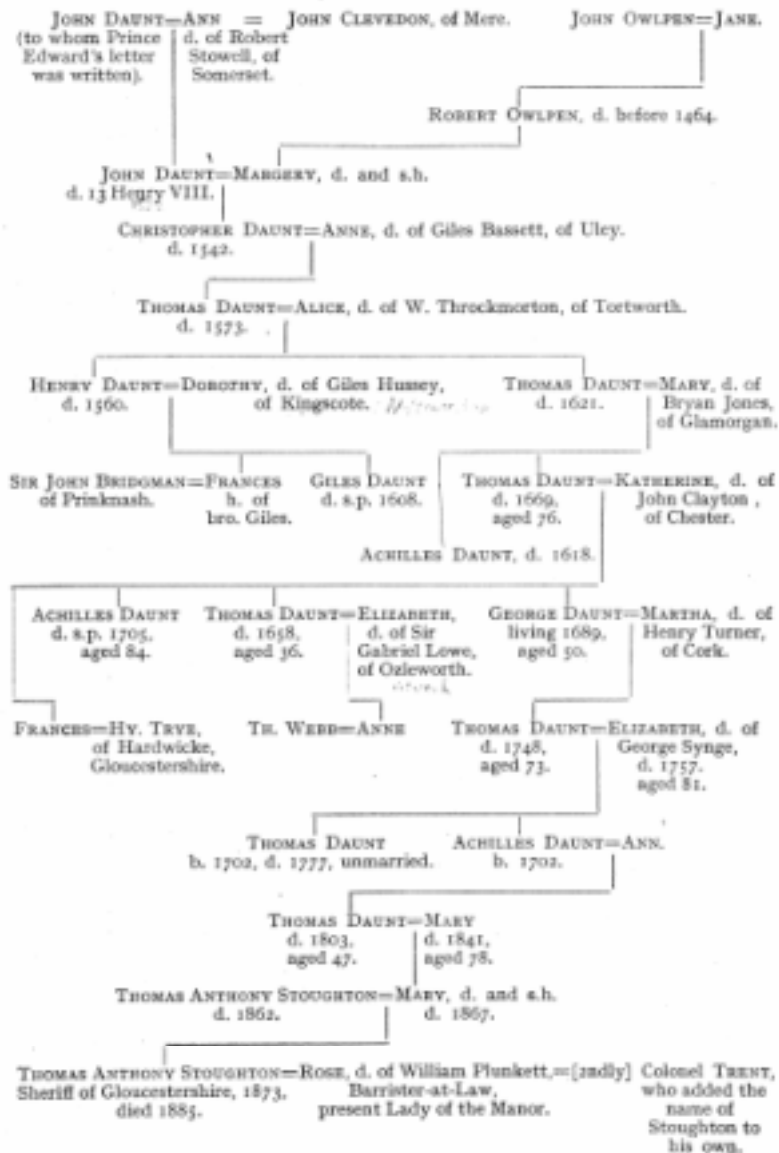 JOHN DAUNT=ANN = JOHN CLEVEDON, of Mere. JOHN OWLPEN=JANE.
(to whom Prince d. of Robert
Edward's letter Stowell, of
was written). Somerset.
ROBERT OWLPEN, d. before 1464.
JOHN DAUNT=MARGERY, d. and s.h.
d. 13 Henry VIII.
CHRISTOPHER DAUNT=ANNE, d. of Giles Bassett, of Uley.
d. 1542.
THOMAS DAUNT=ALICE, d. of W. Throckmorton, of Tortworth.
d. 1573.
HENRY DAUNT=DOROTHY, d. of Giles Hussey, THOMAS DAUNT=MARY, d. of
d. 1560. of Kingscote. d. 1621. Bryan Jones,
of Glamorgan.
SIR JOHN BRIDGMAN=FRANCES GILES DAUNT THOMAS DAUNT=KATHERINE, d. of
of Prinknash. h. of d. s.p. 1608. d. 1669, John Clayton,
bro. Giles. aged 76. of Chester.
ACHILLES DAUNT, d. 1618.
ACHILLES DAUNT THOMAS DAUNT=ELIZABETH, GEORGE DAUNT=MARTHA, d. of
d. s.p. 1705, d. 1658, d. of Sir living 1689, Henry Turner,
aged 84. aged 36. Gabriel Lowe, aged 50. of Cork.
of Ozleworth.
FRANCES=HY. TRYE, TH. WEBB=ANNE THOMAS DAUNT=ELIZABETH, d. of
of Hardwicke, d. 1748, George Synge,
Gloucestershire. aged 73. d. 1757.
aged 81.
THOMAS DAUNT ACHILLES DAUNT=ANN.
b. 1702, d. 1777, unmarried. b. 1702.
THOMAS DAUNT=MARY
d. 1803, d. 1841,
aged 47. aged 78.
THOMAS ANTHONY STOUGHTON=MARY, d. and s.h.
d. 1862. d. 1867.
THOMAS ANTHONY STOUGHTON=ROSE, d. of William Plunkett,=[2ndly] Colonel TRENT,
Sheriff of Gloucestershire, 1873, Barrister-at-Law, who added the
died 1885. present Lady of the Manor. name of
Stoughton to
his own.